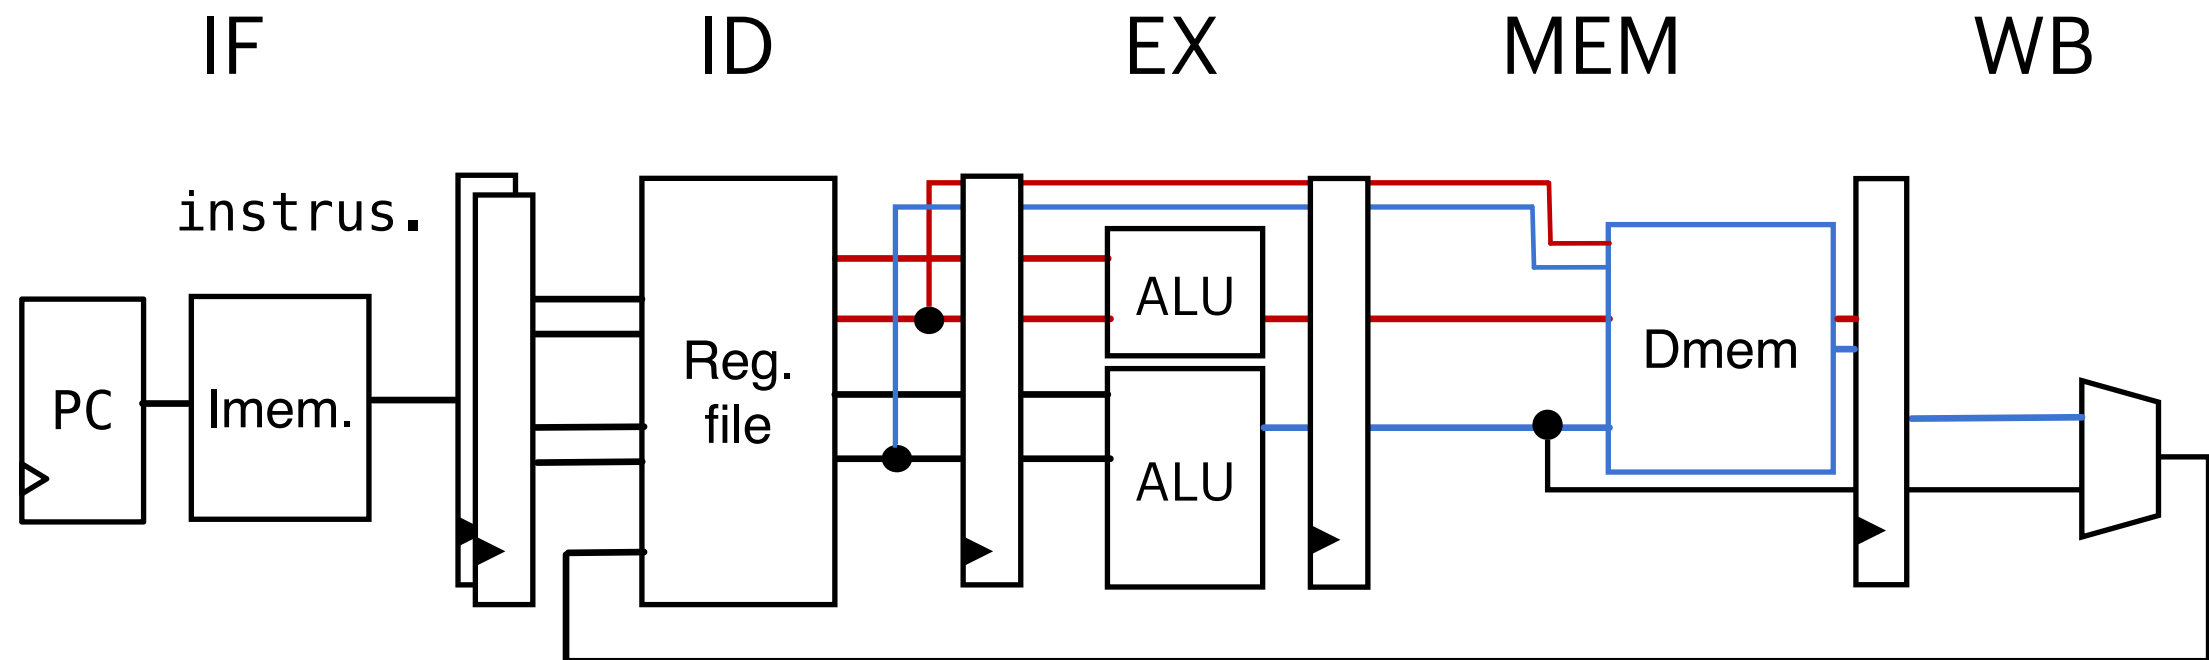 IF ID EX MEM WB
instrus.
PC
Imem.
Reg.
file
ALU
ALU
Dmem